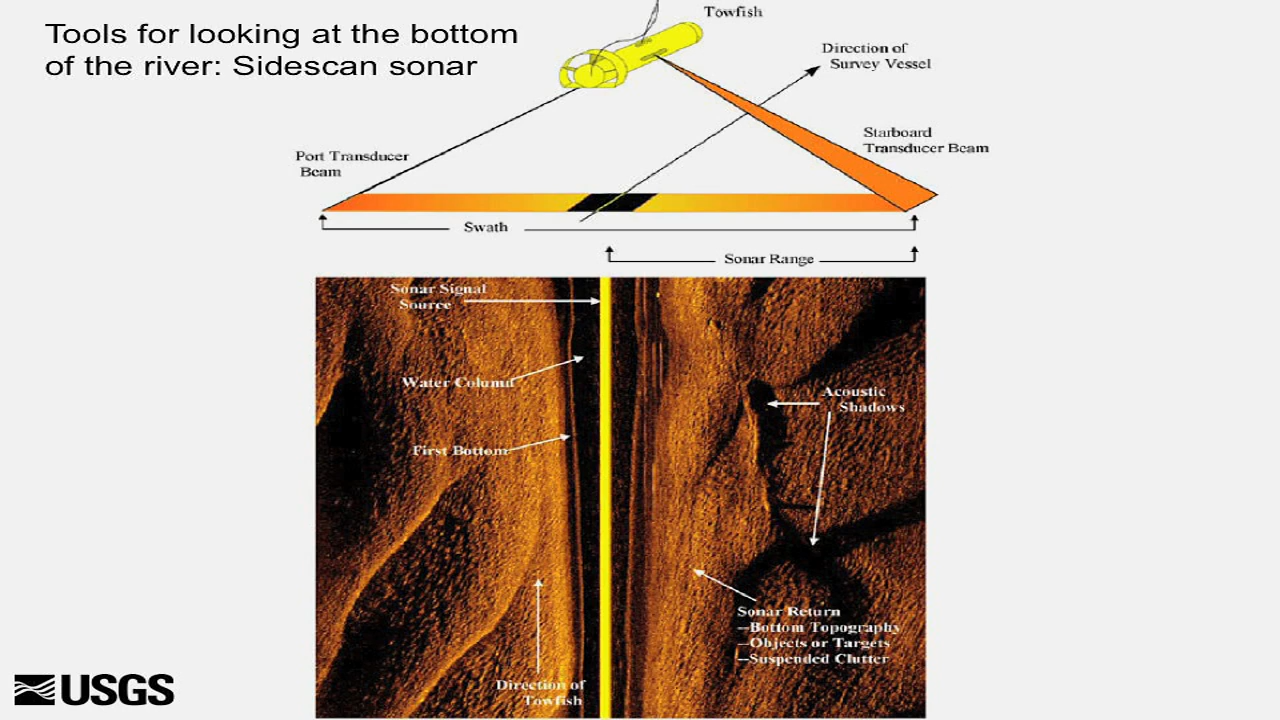 Tools for looking at the bottom
of the river: Sidescan sonar
Towfish
Direction of
Survey Vessel
Starboard
Transducer Beam
Port Transducer
Beam
Swath
Sonar Range
Sonar Signal
Source
Water Column
First Bottom
Acoustic
Shadows
Sonar Return
--Bottom Topography
--Objects or Targets
--Suspended Clutter
Direction of
Towfish
USGS